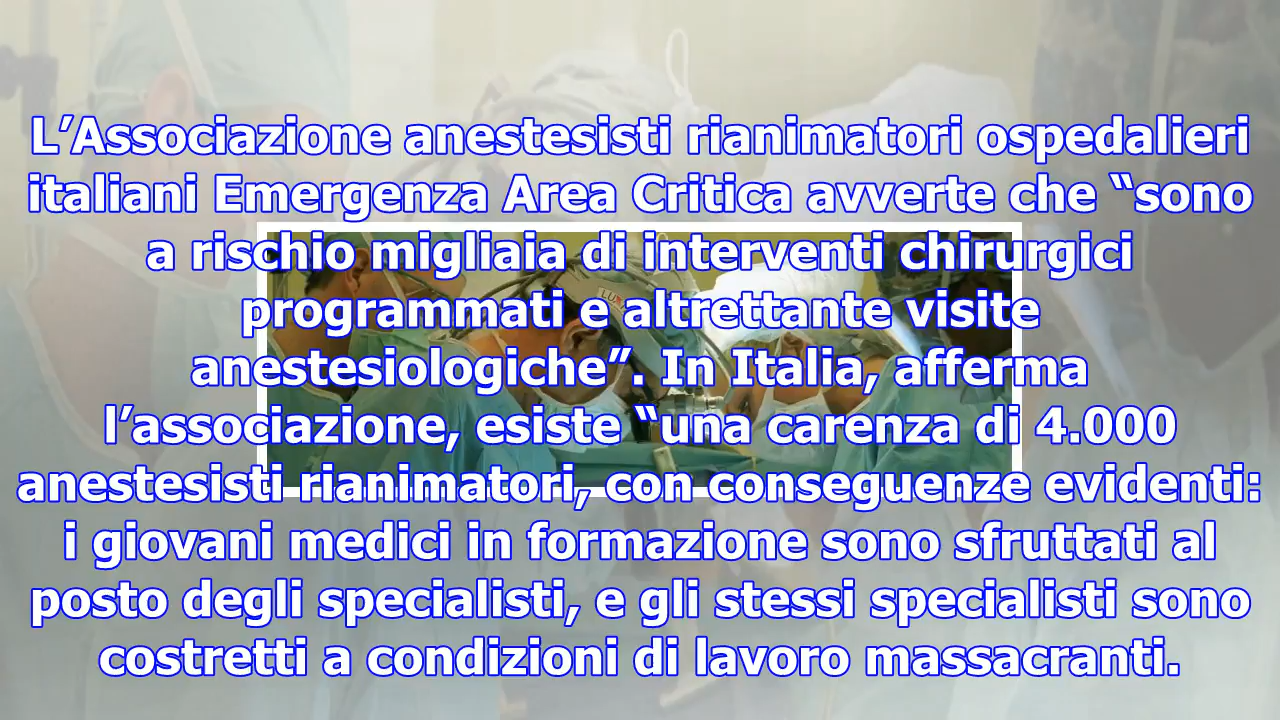 L’Associazione anestesisti rianimatori ospedalieri
italiani Emergenza Area Critica avverte che “sono
a rischio migliaia di interventi chirurgici
programmati e altrettante visite
anestesiologiche”. In Italia, afferma
l’associazione, esiste “una carenza di 4.000
anestesisti rianimatori, con conseguenze evidenti:
i giovani medici in formazione sono sfruttati al
posto degli specialisti, e gli stessi specialisti sono
costretti a condizioni di lavoro massacranti.